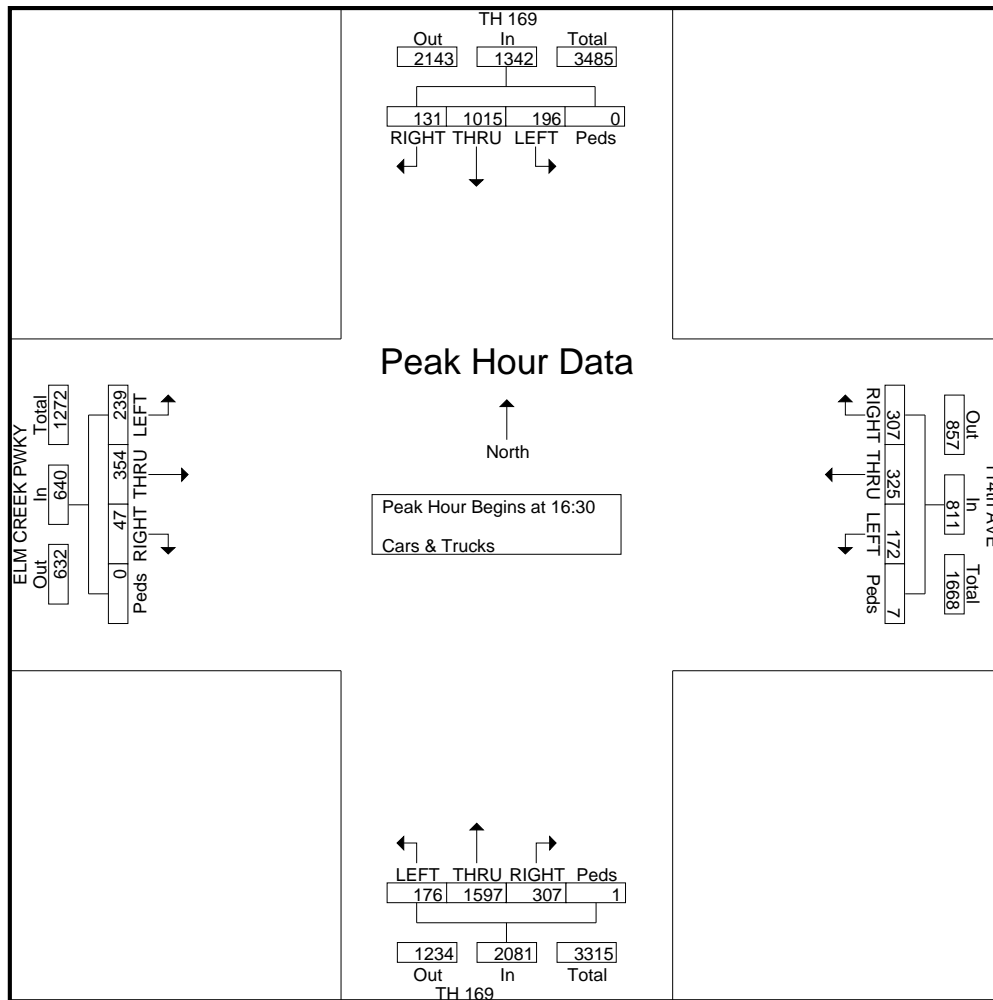 TH 169
Out In Total
2143 1342 3485
131 1015 196 0
RIGHT THRU LEFT Peds
Peak Hour Data
North
Peak Hour Begins at 16:30
Cars & Trucks
ELM CREEK PWKY
Out In Total
632 640 1272
0 47 354 239
Peds RIGHT THRU LEFT
114th AVE
Out In Total
857 811 1668
307 325 172 7
RIGHT THRU LEFT Peds
LEFT THRU RIGHT Peds
176 1597 307 1
1234 2081 3315
Out In Total
TH 169